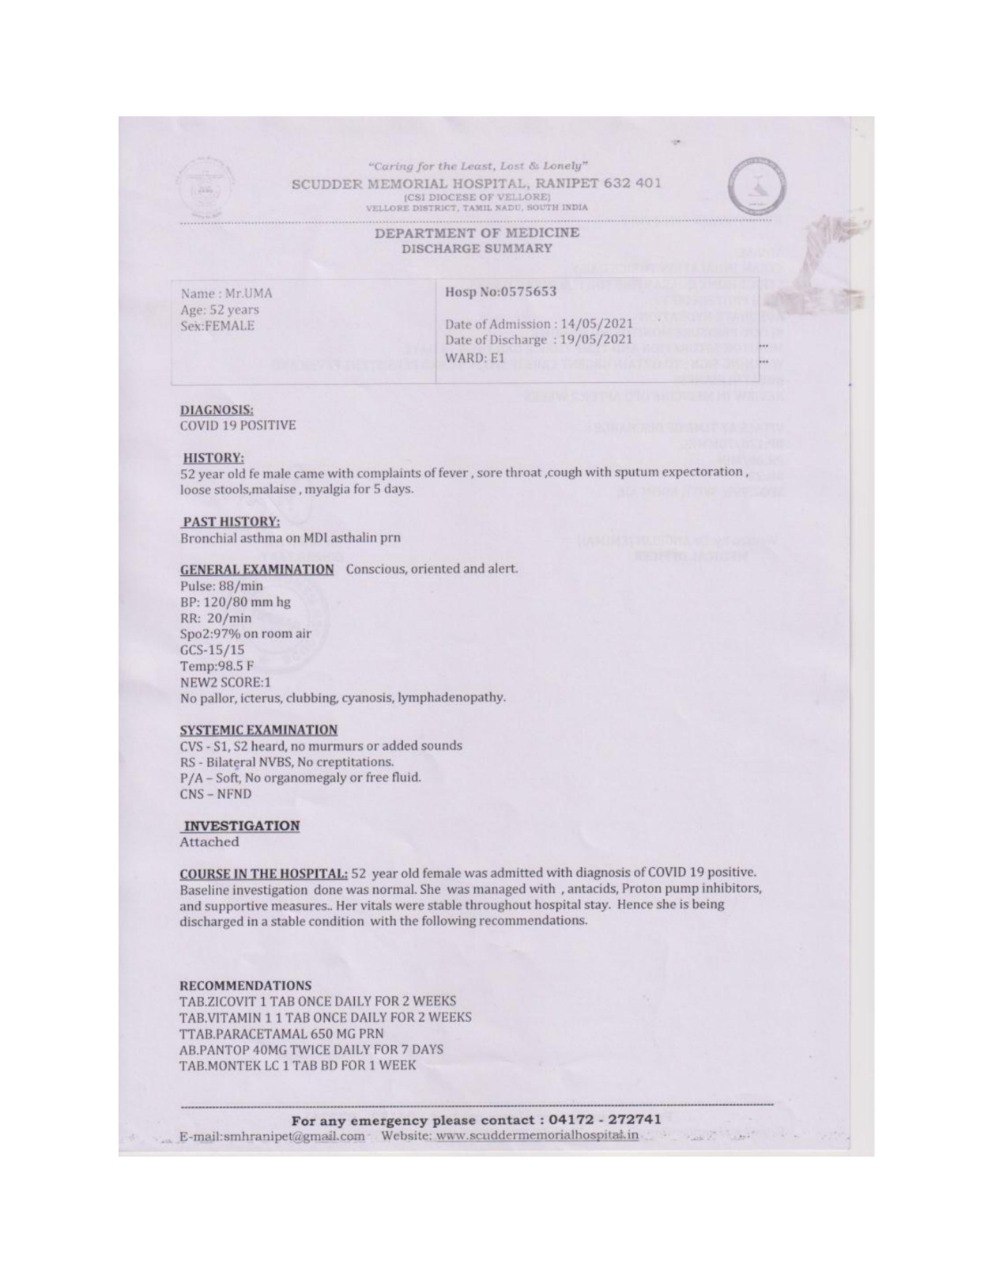 "Caring for the Least, Lost & Lonely"
SCUDDER MEMORIAL HOSPITAL, RANIPET 632 401
(CSI DIOCESE OF VELLORE)
VELLORE DISTRICT, TAMIL NADU, SOUTH INDIA
DEPARTMENT OF MEDICINE
DISCHARGE SUMMARY
Name : Mr.UMA
Age: 52 years
Sex:FEMALE
Hosp No:0575653
Date of Admission : 14/05/2021
Date of Discharge : 19/05/2021
WARD: E1
DIAGNOSIS:
COVID 19 POSITIVE
HISTORY:
52 year old fe male came with complaints of fever , sore throat ,cough with sputum expectoration ,
loose stools,malaise , myalgia for 5 days.
PAST HISTORY:
Bronchial asthma on MDI asthalin prn
GENERAL EXAMINATION Conscious, oriented and alert.
Pulse: 88/min
BP: 120/80 mm hg
RR: 20/min
Spo2:97% on room air
GCS-15/15
Temp:98.5 F
NEW2 SCORE:1
No pallor, icterus, clubbing, cyanosis, lymphadenopathy.
SYSTEMIC EXAMINATION
CVS - S1, S2 heard, no murmurs or added sounds
RS - Bilateral NVBS, No creptitations.
P/A – Soft, No organomegaly or free fluid.
CNS – NFND
INVESTIGATION
Attached
COURSE IN THE HOSPITAL: 52 year old female was admitted with diagnosis of COVID 19 positive.
Baseline investigation done was normal. She was managed with , antacids, Proton pump inhibitors,
and supportive measures.. Her vitals were stable throughout hospital stay. Hence she is being
discharged in a stable condition with the following recommendations.
RECOMMENDATIONS
TAB.ZICOVIT 1 TAB ONCE DAILY FOR 2 WEEKS
TAB.VITAMIN 1 1 TAB ONCE DAILY FOR 2 WEEKS
TTAB.PARACETAMAL 650 MG PRN
AB.PANTOP 40MG TWICE DAILY FOR 7 DAYS
TAB.MONTEK LC 1 TAB BD FOR 1 WEEK
For any emergency please contact : 04172 - 272741
E-mail:smhranipet@gmail.com Website: www.scuddermemorialhospital.in